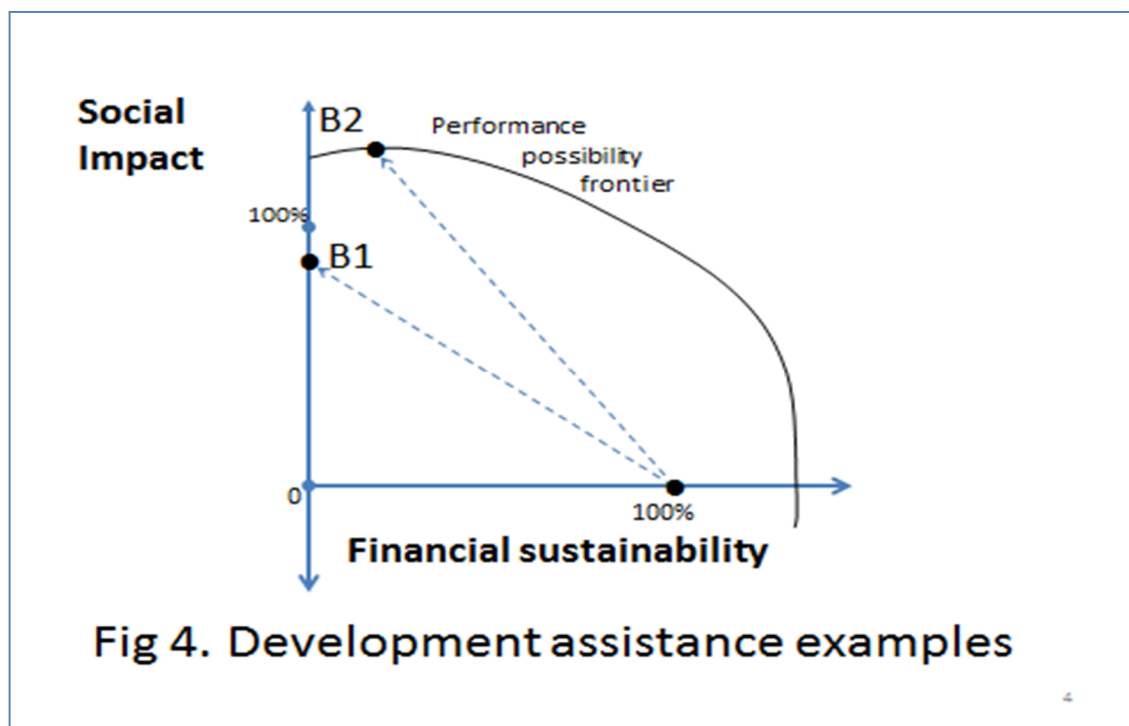 Social
Impact
B2
Performance
possibility
frontier
100%
B1
0
100%
Financial sustainability
Fig 4. Development assistance examples
4